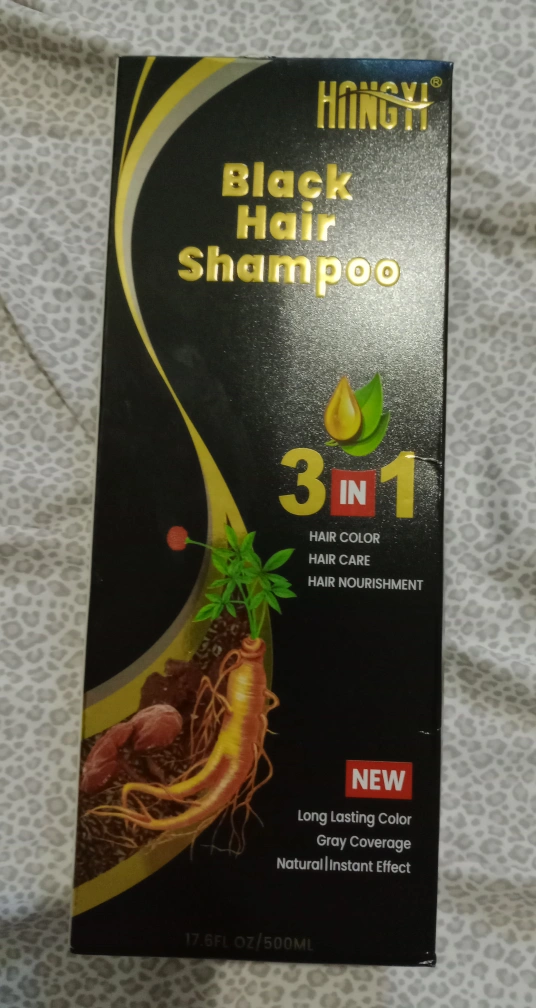 HANGYI®
Black
Hair
Shampoo
3 IN 1
HAIR COLOR
HAIR CARE
HAIR NOURISHMENT
NEW
Long Lasting Color
Gray Coverage
Natural|Instant Effect
17.6FL OZ/500ML